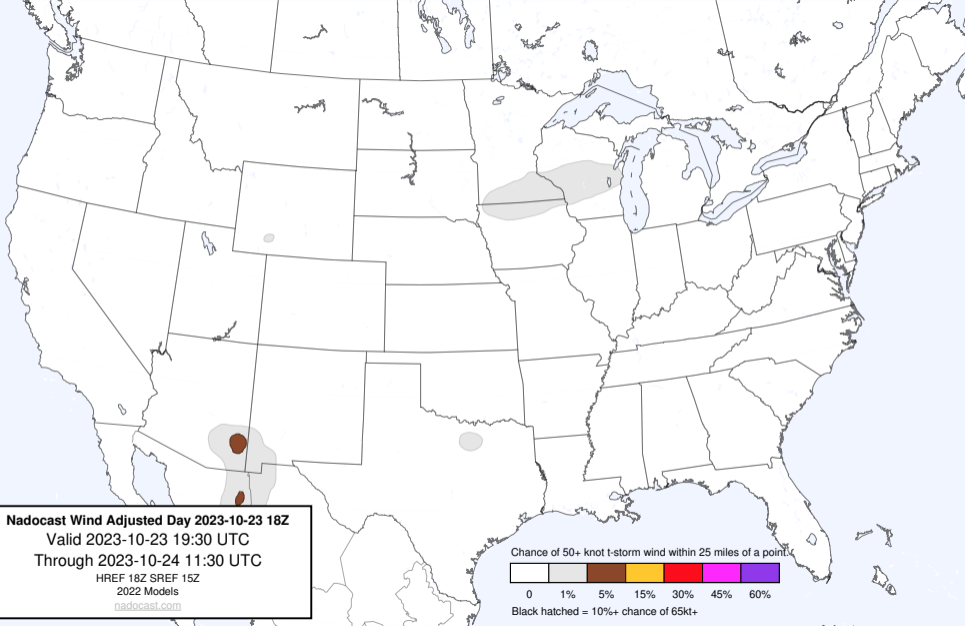 Nadocast Wind Adjusted Day 2023-10-23 18Z
Valid 2023-10-23 19:30 UTC
Through 2023-10-24 11:30 UTC
HREF 18Z SREF 15Z
2022 Models
nadocast.com
Chance of 50+ knot t-storm wind within 25 miles of a point.
0 1% 5% 15% 30% 45% 60%
Black hatched = 10%+ chance of 65kt+